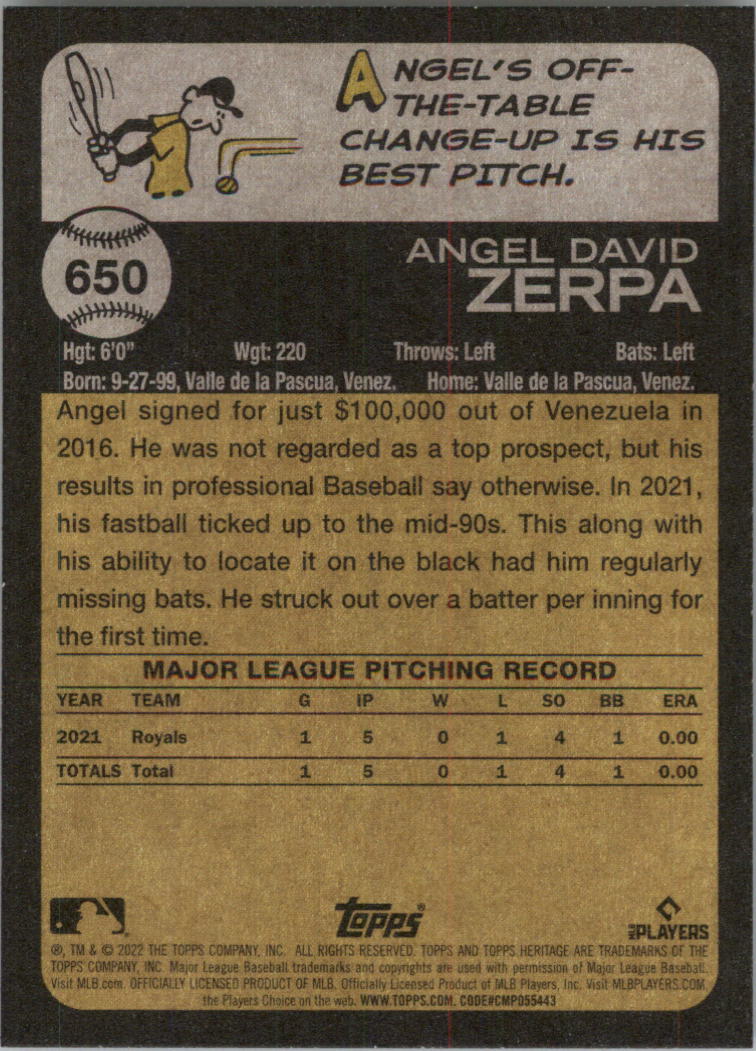 ANGEL'S OFF-
THE-TABLE
CHANGE-UP IS HIS
BEST PITCH.
650
ANGEL DAVID
ZERPA
Hgt: 6'0" Wgt: 220 Throws: Left Bats: Left
Born: 9-27-99, Valle de la Pascua, Venez. Home: Valle de la Pascua, Venez.
Angel signed for just $100,000 out of Venezuela in
2016. He was not regarded as a top prospect, but his
results in professional Baseball say otherwise. In 2021,
his fastball ticked up to the mid-90s. This along with
his ability to locate it on the black had him regularly
missing bats. He struck out over a batter per inning for
the first time.
MAJOR LEAGUE PITCHING RECORD
YEAR TEAM G IP W L SO BB ERA
2021 Royals 1 5 0 1 4 1 0.00
TOTALS Total 1 5 0 1 4 1 0.00
TOPPS®
MLB PLAYERS
®, TM & © 2022 THE TOPPS COMPANY, INC. ALL RIGHTS RESERVED. TOPPS AND TOPPS HERITAGE ARE TRADEMARKS OF THE
TOPPS COMPANY, INC. Major League Baseball trademarks and copyrights are used with permission of Major League Baseball.
Visit MLB.com. OFFICIALLY LICENSED PRODUCT OF MLB. Officially Licensed Product of MLB Players, Inc. Visit MLBPLAYERS.COM,
the Players Choice on the web. WWW.TOPPS.COM. CODE#CMP055443